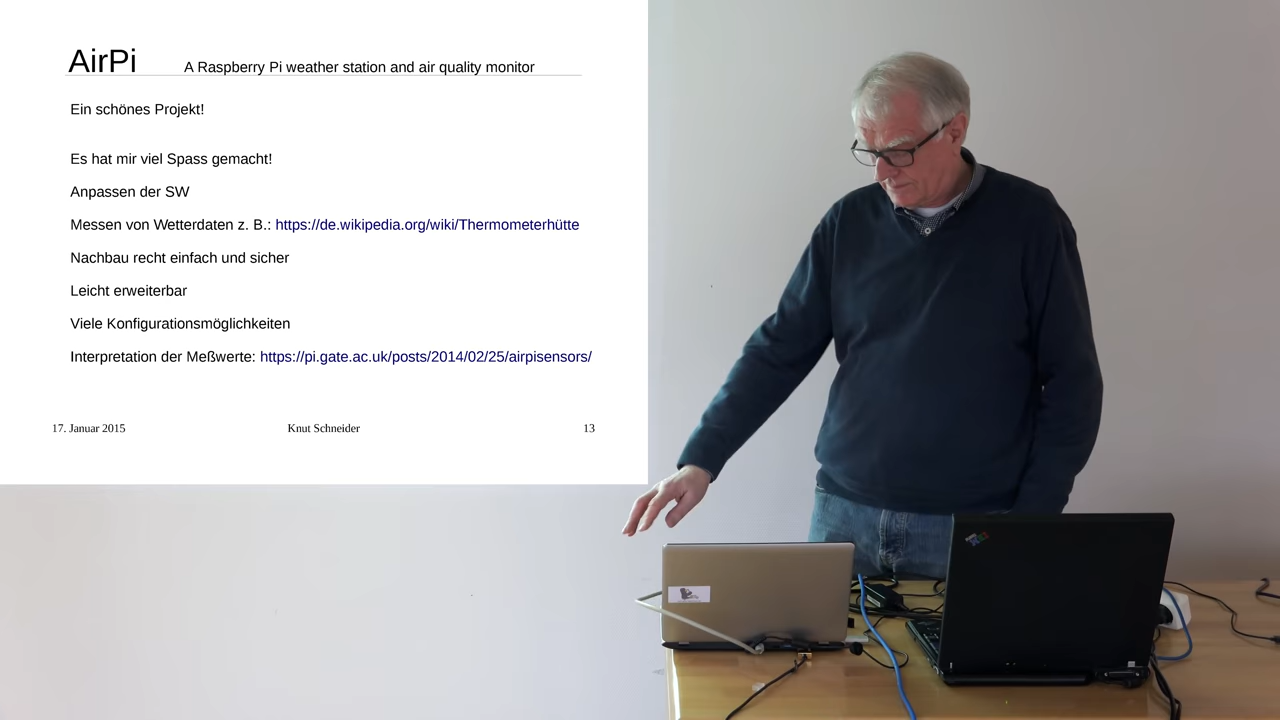 AirPi A Raspberry Pi weather station and air quality monitor
Ein schönes Projekt!
Es hat mir viel Spass gemacht!
Anpassen der SW
Messen von Wetterdaten z. B.: https://de.wikipedia.org/wiki/Thermometerhütte
Nachbau recht einfach und sicher
Leicht erweiterbar
Viele Konfigurationsmöglichkeiten
Interpretation der Meßwerte: https://pi.gate.ac.uk/posts/2014/02/25/airpisensors/
17. Januar 2015 Knut Schneider 13